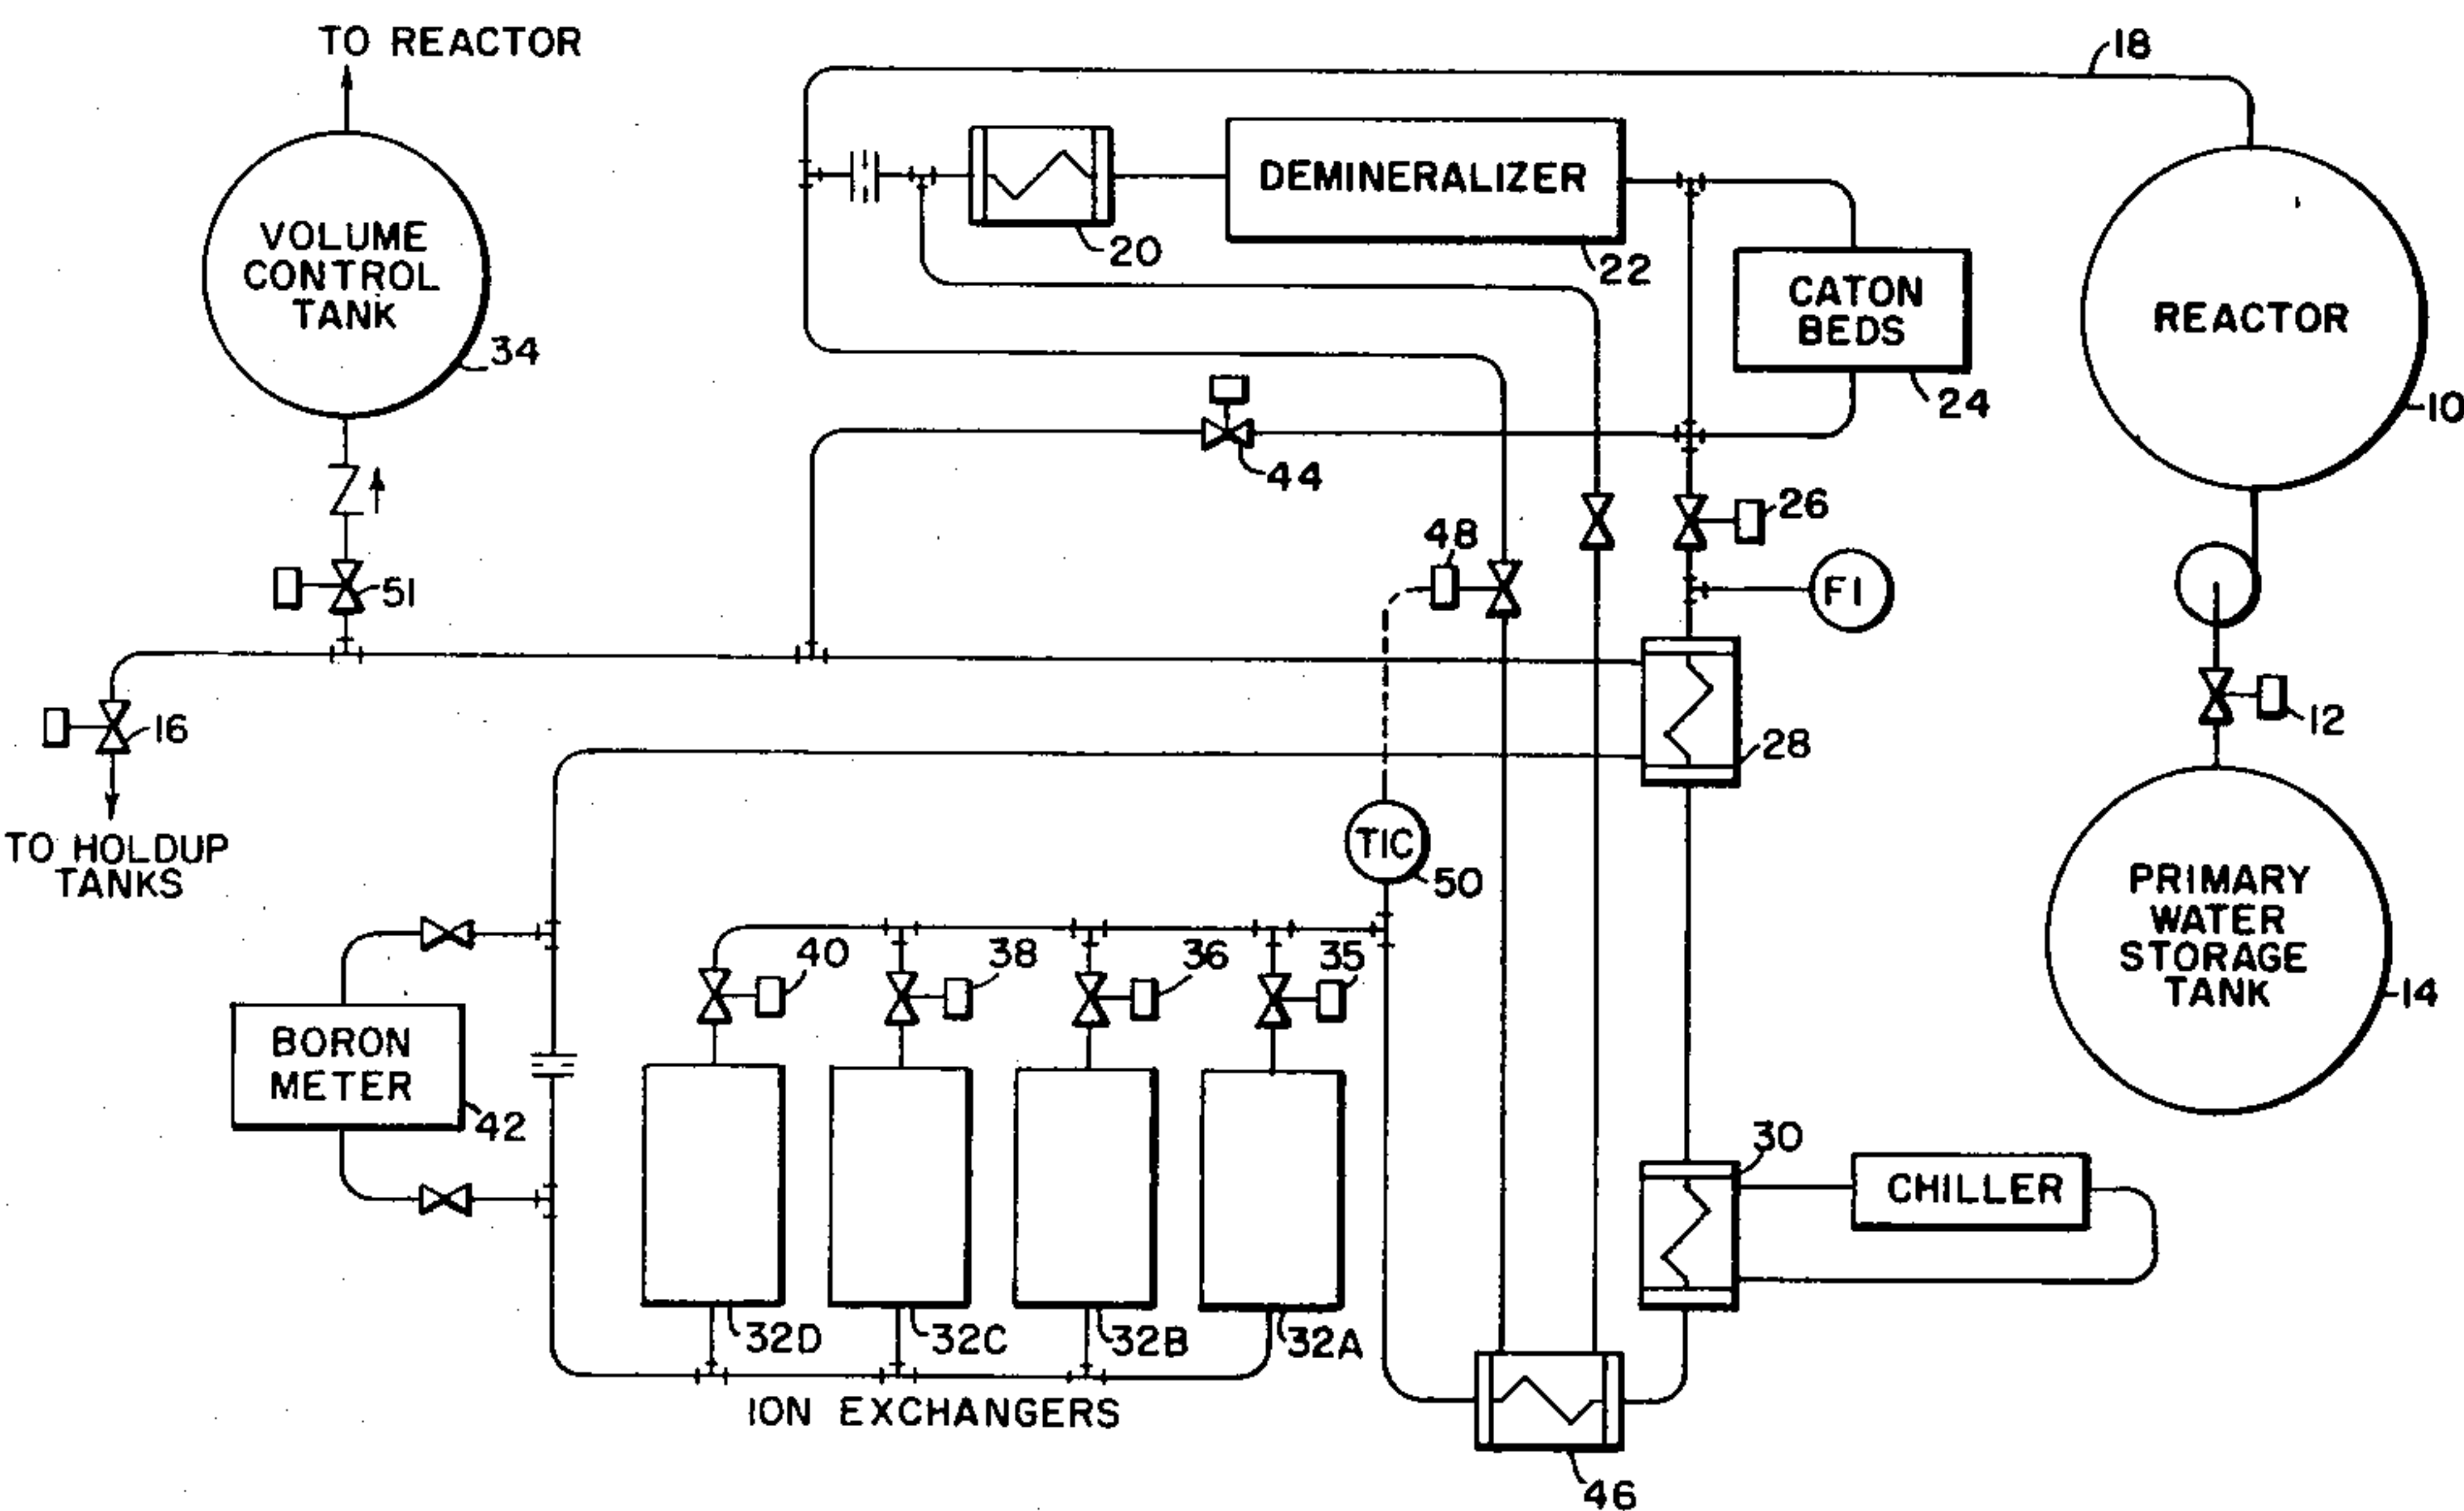 TO REACTOR
18
VOLUME
CONTROL
TANK
34
20
DEMINERALIZER
22
CATON
BEDS
24
REACTOR
10
44
26
48
FI
51
16
28
12
TO HOLDUP
TANKS
TIC
50
PRIMARY
WATER
STORAGE
TANK
14
40
38
36
35
BORON
METER
42
30
CHILLER
32D
32C
32B
32A
ION EXCHANGERS
46